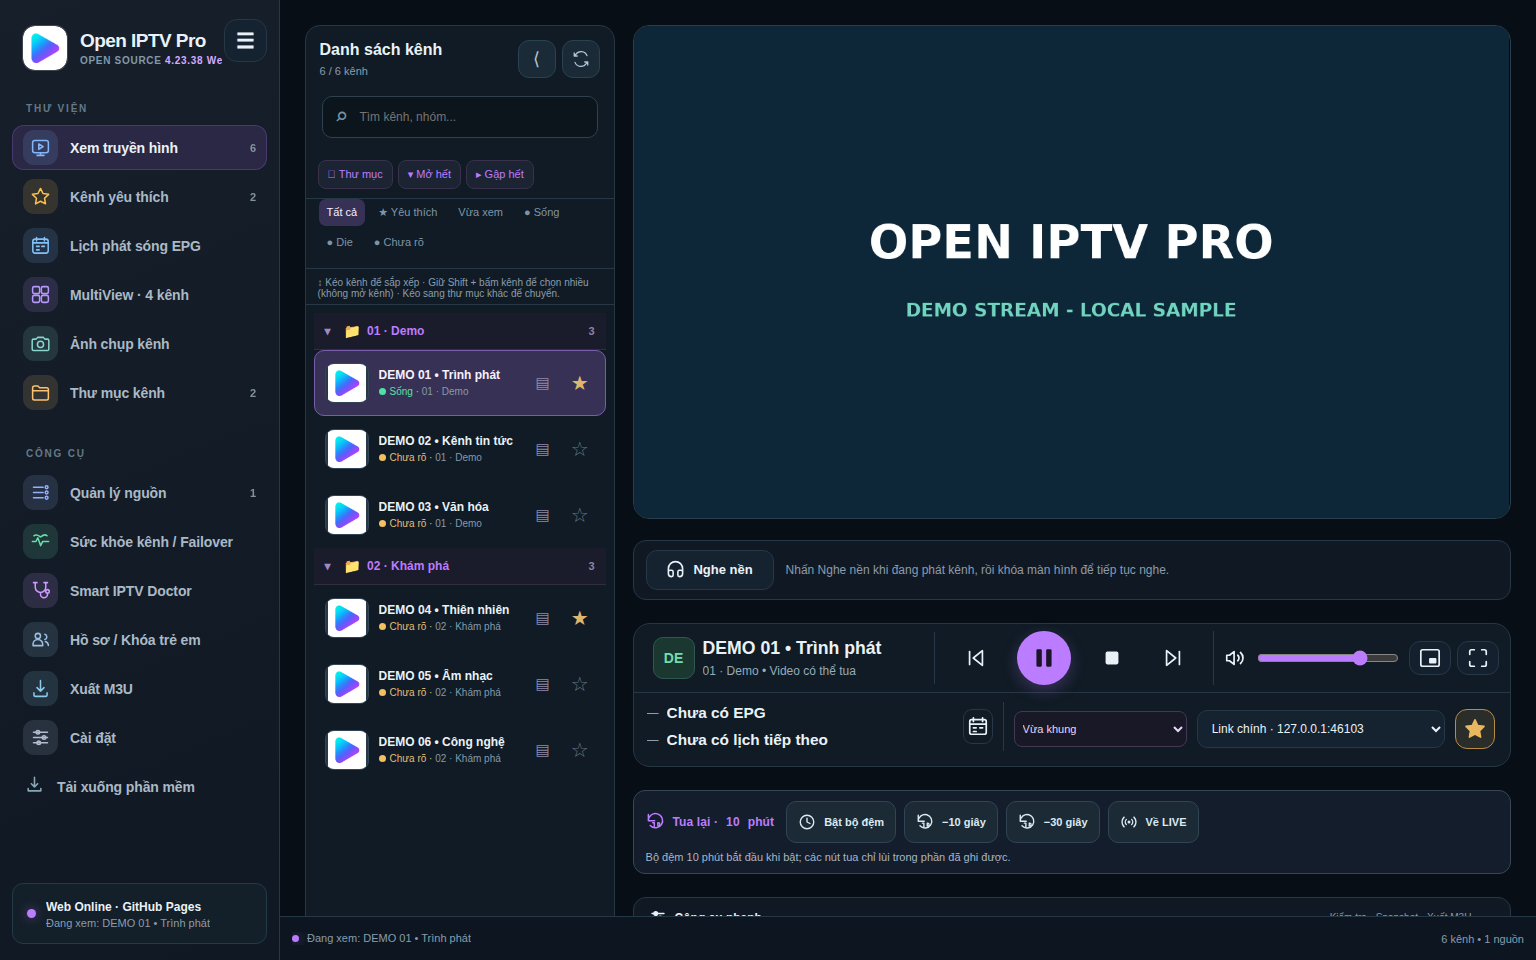 Open IPTV Pro
OPEN SOURCE 4.23.38 We
THƯ VIỆN
Xem truyền hình 6
Kênh yêu thích 2
Lịch phát sóng EPG
MultiView · 4 kênh
Ảnh chụp kênh
Thư mục kênh 2
CÔNG CỤ
Quản lý nguồn 1
Sức khỏe kênh / Failover
Smart IPTV Doctor
Hồ sơ / Khóa trẻ em
Xuất M3U
Cài đặt
Tải xuống phần mềm
Web Online · GitHub Pages
Đang xem: DEMO 01 • Trình phát
Danh sách kênh
6 / 6 kênh
Tìm kênh, nhóm...
Thư mục ▾ Mở hết ▸ Gập hết
Tất cả ★ Yêu thích Vừa xem ● Sống
● Die ● Chưa rõ
↕ Kéo kênh để sắp xếp · Giữ Shift + bấm kênh để chọn nhiều
(không mở kênh) · Kéo sang thư mục khác để chuyển.
▼ 📁 01 · Demo 3
DEMO 01 • Trình phát
● Sống · 01 · Demo
DEMO 02 • Kênh tin tức
● Chưa rõ · 01 · Demo
DEMO 03 • Văn hóa
● Chưa rõ · 01 · Demo
▼ 📁 02 · Khám phá 3
DEMO 04 • Thiên nhiên
● Chưa rõ · 02 · Khám phá
DEMO 05 • Âm nhạc
● Chưa rõ · 02 · Khám phá
DEMO 06 • Công nghệ
● Chưa rõ · 02 · Khám phá
OPEN IPTV PRO
DEMO STREAM - LOCAL SAMPLE
Nghe nền Nhấn Nghe nền khi đang phát kênh, rồi khóa màn hình để tiếp tục nghe.
DE
DEMO 01 • Trình phát
01 · Demo • Video có thể tua
— Chưa có EPG
— Chưa có lịch tiếp theo
Vừa khung
Link chính · 127.0.0.1:46103
Tua lại · 10 phút Bật bộ đệm −10 giây −30 giây Về LIVE
Bộ đệm 10 phút bắt đầu khi bật; các nút tua chỉ lùi trong phần đã ghi được.
Đang xem: DEMO 01 • Trình phát
6 kênh • 1 nguồn